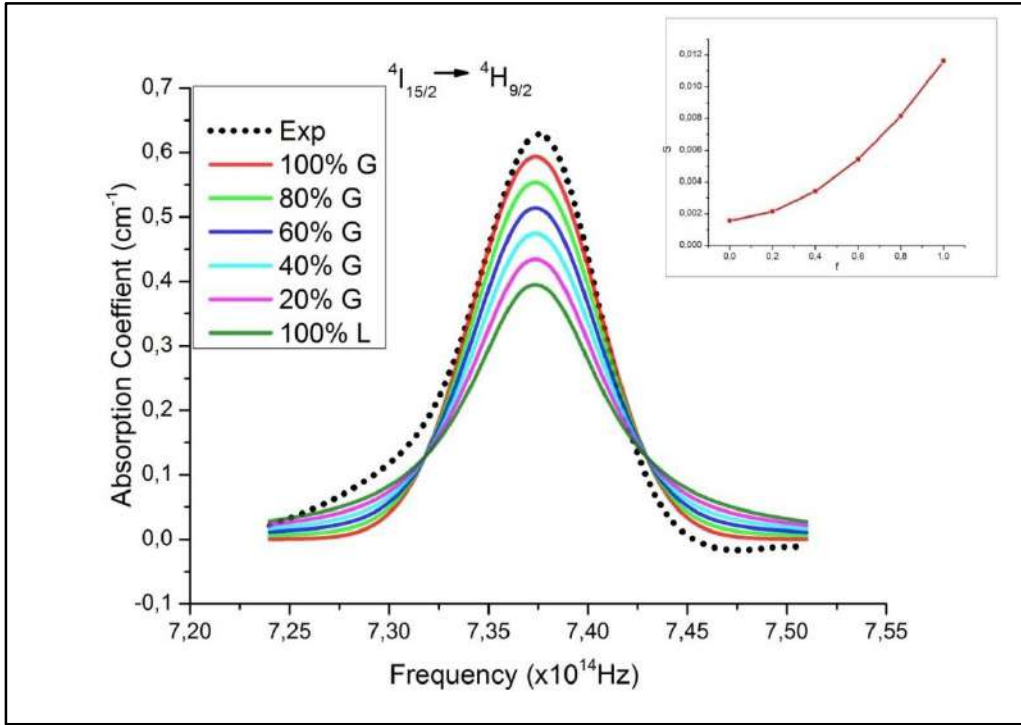 ⁴I₁₅/₂ → ⁴H₉/₂
0,7
0,6
0,5
0,4
0,3
0,2
0,1
0,0
-0,1
Absorption Coeffient (cm⁻¹)
Exp
100% G
80% G
60% G
40% G
20% G
100% L
7,20 7,25 7,30 7,35 7,40 7,45 7,50 7,55
Frequency (x10¹⁴Hz)
0,012
0,010
0,008
0,006
0,004
0,002
0,000
S
0,0 0,2 0,4 0,6 0,8 1,0
f